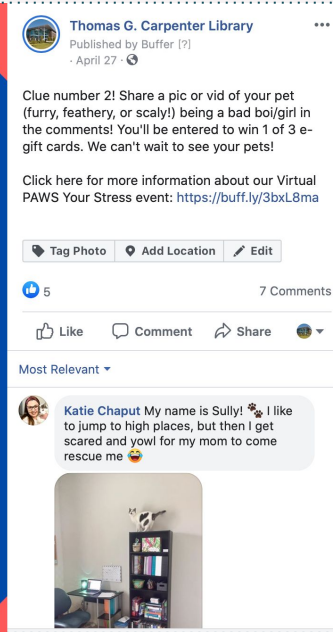 Thomas G. Carpenter Library
Published by Buffer [?]
· April 27 ·
Clue number 2! Share a pic or vid of your pet
(furry, feathery, or scaly!) being a bad boi/girl in
the comments! You'll be entered to win 1 of 3 e-
gift cards. We can't wait to see your pets!
Click here for more information about our Virtual
PAWS Your Stress event: https://buff.ly/3bxL8ma
Tag Photo Add Location Edit
5 7 Comments
Like Comment Share
Most Relevant
Katie Chaput My name is Sully! 🐾 I like
to jump to high places, but then I get
scared and yowl for my mom to come
rescue me 😂